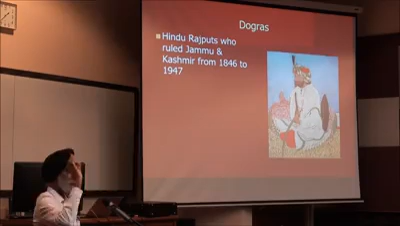 Dogras
Hindu Rajputs who
ruled Jammu &
Kashmir from 1846 to
1947